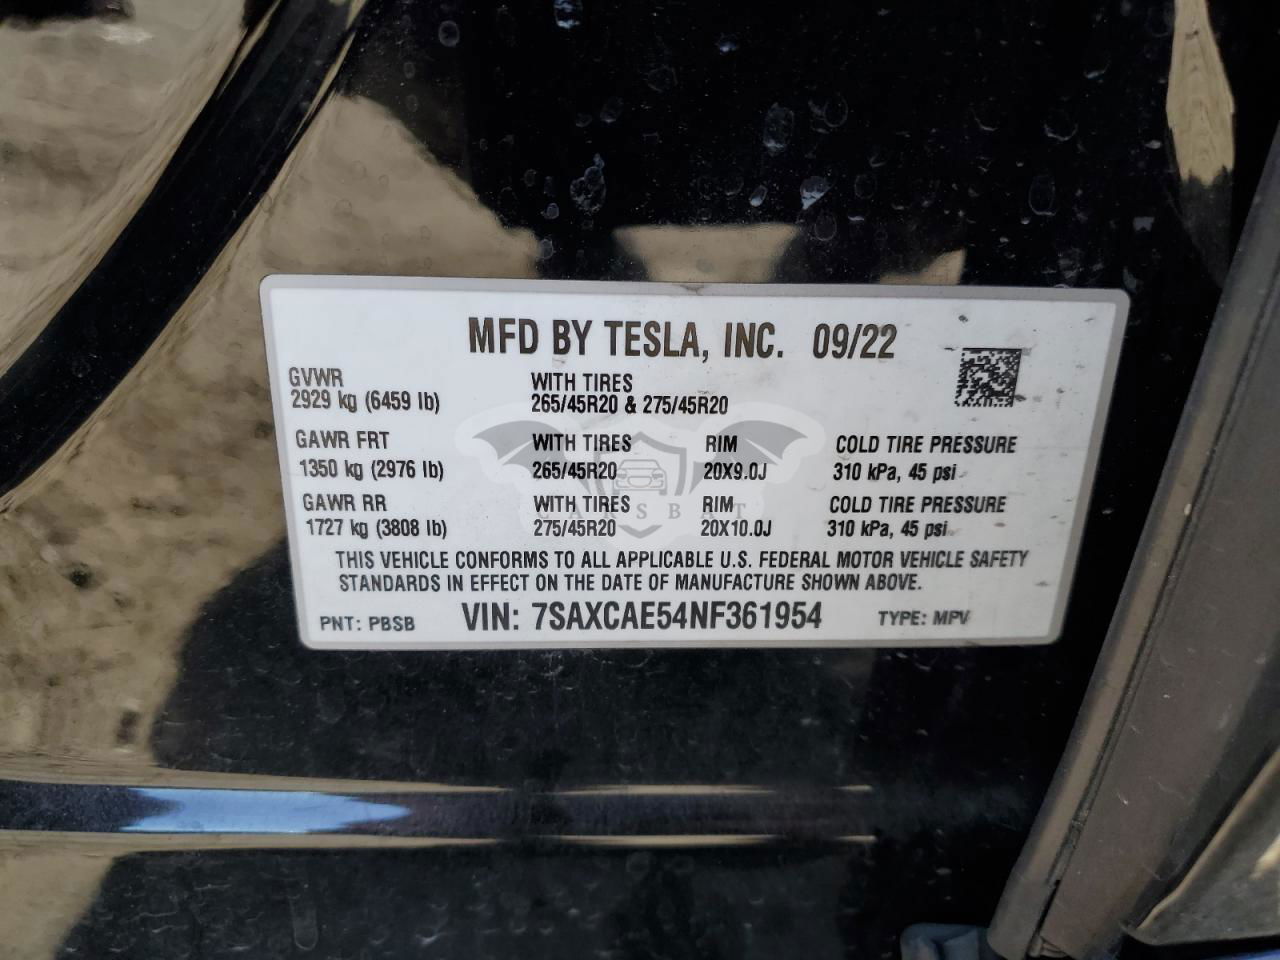 MFD BY TESLA, INC. 09/22
GVWR WITH TIRES
2929 kg (6459 lb) 265/45R20 & 275/45R20
GAWR FRT WITH TIRES RIM COLD TIRE PRESSURE
1350 kg (2976 lb) 265/45R20 20X9.0J 310 kPa, 45 psi
GAWR RR WITH TIRES RIM COLD TIRE PRESSURE
1727 kg (3808 lb) 275/45R20 20X10.0J 310 kPa, 45 psi
CARSBAT
THIS VEHICLE CONFORMS TO ALL APPLICABLE U.S. FEDERAL MOTOR VEHICLE SAFETY
STANDARDS IN EFFECT ON THE DATE OF MANUFACTURE SHOWN ABOVE.
PNT: PBSB VIN: 7SAXCAE54NF361954 TYPE: MPV